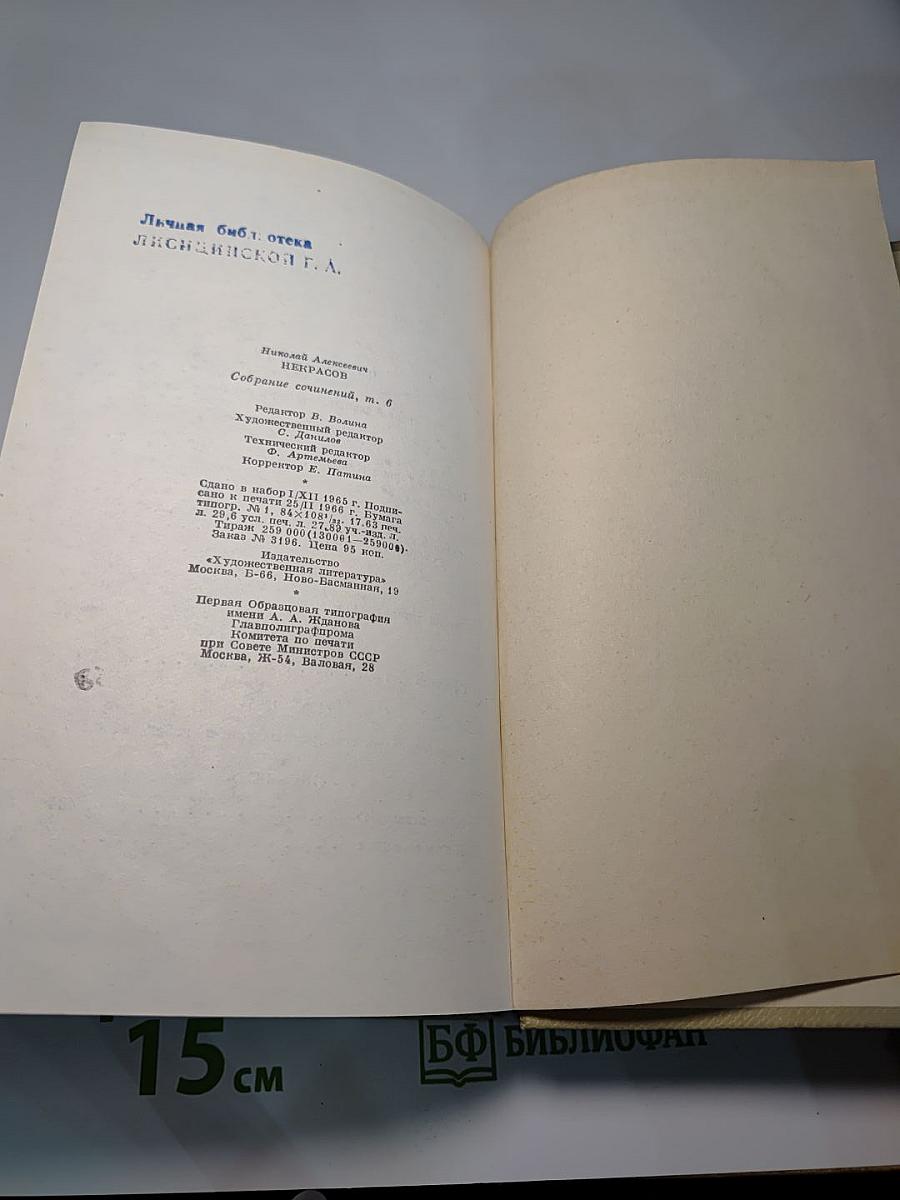 Личная библиотека
ЛИСИЦИНСКОЙ Г. А.
Николай Алексеевич
НЕКРАСОВ
Собрание сочинений, т. 6
Редактор В. Волина
Художественный редактор
С. Данилов
Технический редактор
Ф. Артемьева
Корректор Е. Патина
*
Сдано в набор 1/XII 1965 г. Подпи-
сано к печати 25/II 1966 г. Бумага
типогр. № 1, 84×108¹/₃₂. 17,63 печ.
л. 29,6 усл. печ. л. 27,89 уч.-изд. л.
Тираж 259 000 (130001—259000).
Заказ № 3196. Цена 95 коп.
Издательство
«Художественная литература»
Москва, Б-66, Ново-Басманная, 19
*
Первая Образцовая типография
имени А. А. Жданова
Главполиграфпрома
Комитета по печати
при Совете Министров СССР
Москва, Ж-54, Валовая, 28
15 см
БФ БИБЛИОФАН